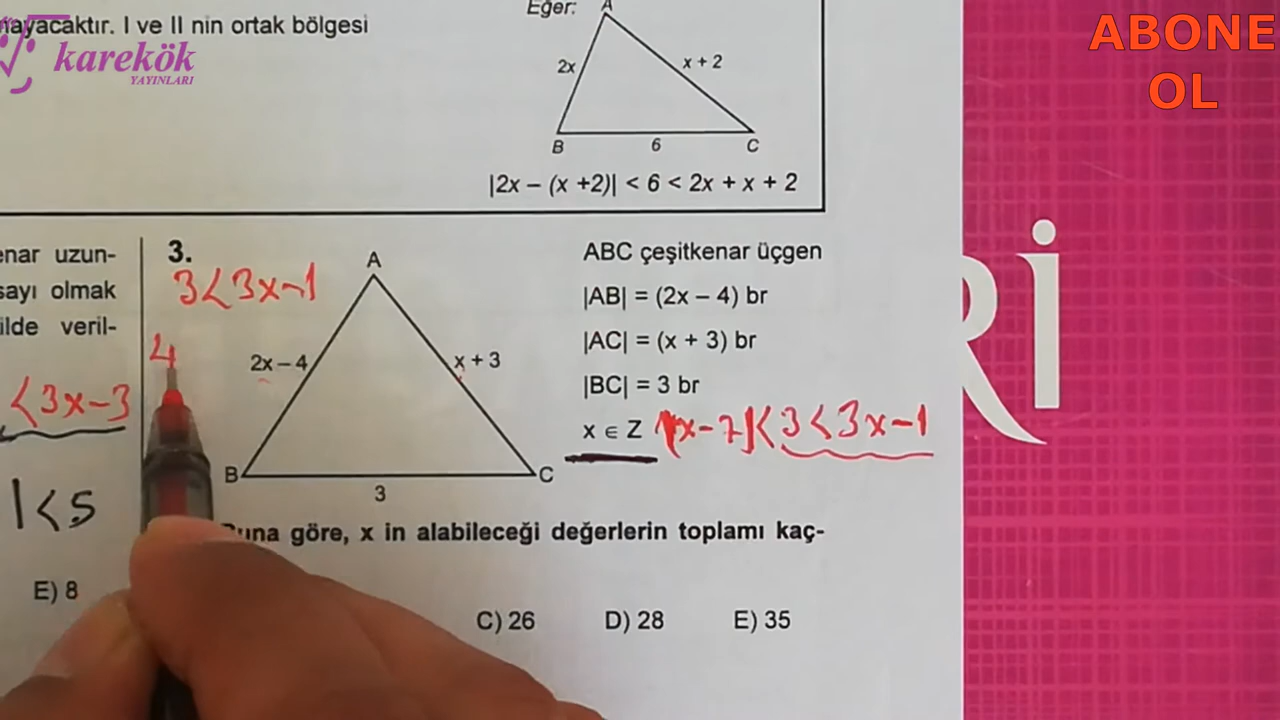 ABONE
OL
karekök
YAYINLARI
I ve II nin ortak bölgesi
Eğer:
A
2x
x + 2
B
6
C
|2x – (x +2)| < 6 < 2x + x + 2
enar uzun-
sayı olmak
ilde veril-
<3x-3
1<5
E) 8
3.
3<3x-1
4
A
2x – 4
x + 3
B
C
3
ABC çeşitkenar üçgen
|AB| = (2x – 4) br
|AC| = (x + 3) br
|BC| = 3 br
x ∈ Z
|x-7|<3<3x-1
göre, x in alabileceği değerlerin toplamı kaç-
C) 26
D) 28
E) 35
Rİ